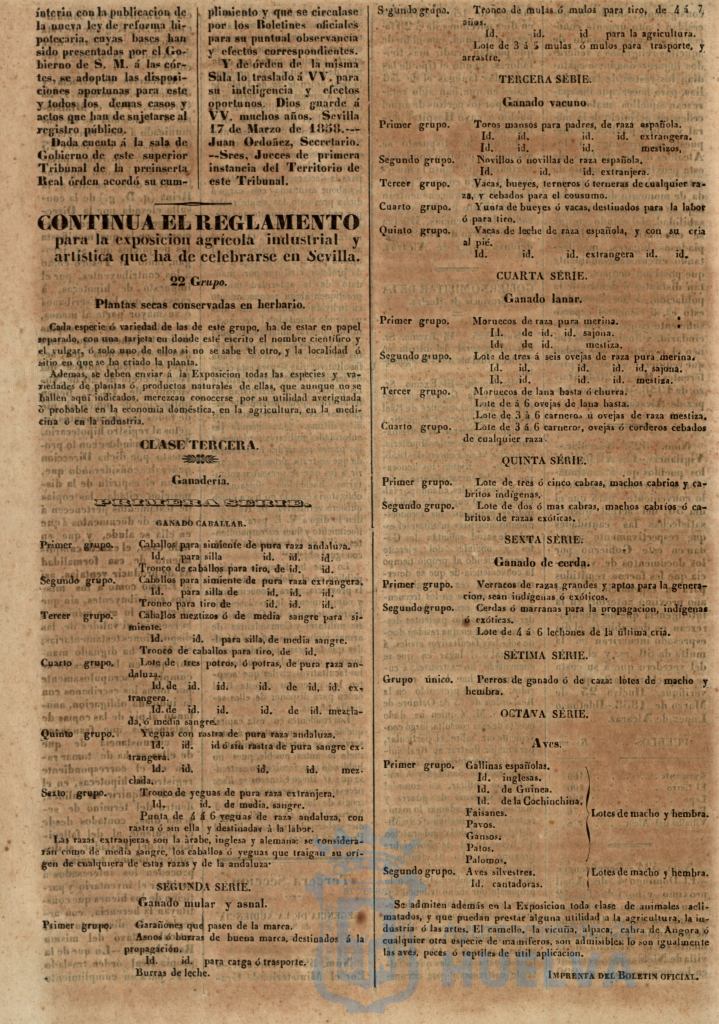 interin con la publicacion de
la nueva ley de reforma hi-
potecaria, cuyas bases han
sido presentadas por el Go-
bierno de S. M. á las cór-
tes, se adoptan las disposi-
ciones oportunas para este
y todos los demas casos y
actos que han de sujetarse al
registro público.
Dada cuenta á la sala de
Gobierno de este superior
Tribunal de la preinserta
Real órden acordó su cum-
plimiento y que se circulase
por los Boletines oficiales
para su puntual observancia
y efectos correspondientes.
Y de órden de la misma
Sala lo traslado á VV. para
su inteligencia y efectos
oportunos. Dios guarde á
VV. muchos años. Sevilla
17 de Marzo de 1858.--
Juan Ordoñez, Secretario.
--Sres, Jueces de primera
instancia del Territorio de
este Tribunal.
CONTINUA EL REGLAMENTO
para la exposicion agricola industrial y
artistica que ha de celebrarse en Sevilla.
22 Grupo.
Plantas secas conservadas en herbario.
Cada especie ó variedad de las de este grupo, ha de estar en papel
separado, con una tarjeta en donde esté escrito el nombre científico y
el vulgar, ó solo uno de ellos si no se sabe el otro, y la localidad ó
sitio en que se ha criado la planta.
Ademas, se deben enviar á la Exposicion todas las especies y va-
riedades de plantas ó productos naturales de ellas, que aunque no se
hallen aquí indicados, merezcan conocerse por su utilidad averiguada
ó probable en la economía doméstica, en la agricultura, en la medi-
cina ó en la industria.
CLASE TERCERA.
Ganadería.
PRIMERA SERIE.
GANADO CABALLAR.
Primer grupo. Caballos para simiente de pura raza andaluza.
Id. para silla id. id. id.
Tronco de caballos para tiro, de id. id.
Segundo grupo. Caballos para simiente de pura raza extrangera,
Id. para silla de id. id. id.
Tronco para tiro de id. id. id.
Tercer grupo. Caballos mestizos ó de media sangre para si-
miente.
Id. id. para silla, de media sangre.
Tronco de caballos para tiro, de id.
Cuarto grupo. Lote de tres potros, ó potras, de pura raza an-
daluza.
Id. de id. id. de id, id. ex-
trangera.
Id. de id. id. id. de id. mezcla-
da, ó media sangre.
Quinto grupo. Yeguas con rastra de pura raza andaluza.
Id. id. id ó sin rastra de pura sangre ex-
trangera.
Id. id. id. id. mez-
clada.
Sexto grupo. Tronco de yeguas de pura raza extranjera.
Id. id. de media sangre.
Punta de 4 á 6 yeguas de raza andaluza, con
rastra ó sin ella y destinadas á la labor.
Las razas extranjeras son la árabe, inglesa y alemana: se considera-
rán como de media sangre, los caballos ó yeguas que traigan su orí-
gen de cualquiera de estas razas y de la andaluza.
SEGUNDA SERIE.
Ganado mular y asnal.
Primer grupo. Garañones que pasen de la marca.
Asnos ó burras de buena marca, destinados á la
propagación.
Id. id. para carga ó trasporte.
Burras de leche.
Segundo grupo. Tronco de mulas ó mulos para tiro, de 4 á 7,
años.
Id. id. id para la agricultura.
Lote de 3 á 5 mulas ó mulos para trasporte, y
arrastre.
TERCERA SÉRIE.
Ganado vacuno
Primer grupo. Toros mansos para padres, de raza española.
Id. id. id. id. extrangera.
Id. id. id. mestizos,
Segundo grupo. Novillos ó novillas de raza española.
Id. id. id. extranjera.
Tercer grupo. Vacas, bueyes, terneros ó terneras de cualquier ra-
za, y cebados para el cousumo.
Cuarto grupo. Yunta de bueyes ó vacas, destinados para la labor
ó para tiro.
Quinto grupo. Vacas de leche de raza española, y con su cria
al pié.
Id. id. id. extrangera id. id.
CUARTA SÉRIE.
Ganado lanar.
Primer grupo. Moruecos de raza pura merina.
Id. de id. id. sajona.
Id. de id. mestiza.
Segundo grupo. Lote de tres á seis ovejas de raza pura merina.
Id. id. id. id. id, sajona.
Id. id. id. id. mestiza.
Tercer grupo. Moruecos de lana basta ó churra.
Lote de á 6 ovejas de lana basta.
Lote de 3 á 6 carneros ú ovejas de raza mestiza.
Cuarto grupo. Lote de 3 á 6 carneros, ovejas ó corderos cebados
de cualquier raza.
QUINTA SÉRIE.
Primer grupo. Lote de tres ó cinco cabras, machos cabrios y ca-
britos indígenas.
Segundo grupo. Lote de dos ó mas cabras, machos cabríos ó ca-
britos de razas exóticas.
SEXTA SÉRIE.
Ganado de cerda.
Primer grupo. Verracos de razas grandes y aptos para la genera-
cion, sean indígenas ó exóticos.
Segundo grupo. Cerdas ó marranas para la propagacion, indígenas
ó exóticas.
Lote de 4 á 6 lechones de la última cria.
SETIMA SÉRIE.
Grupo único. Perros de ganado ó de caza: lotes de macho y
hembra.
OCTAVA SÉRIE.
Aves.
Primer grupo. Gallinas españolas.
Id. inglesas.
Id. de Guinea.
Id. de la Cochinchina.
Faisanes. Lotes de macho y hembra.
Pavos.
Gansos.
Patos.
Palomos,
Segundo grupo. Aves silvestres. Lotes de macho y hembra.
Id. cantadoras.
Se admiten además en la Exposicion toda clase de animales acli-
matados, y que puedan prestar alguna utilidad a la agricultura, la in-
dústria ó las artes. El camello, la vicuña, alpaca, cabra de Angora ó
cualquier otra especie de mamíferos, son admisibles: lo son igualmente
las aves, peces ó reptiles de util aplicacion.
IMPRENTA DEL BOLETIN OFICIAL.
HUELVA